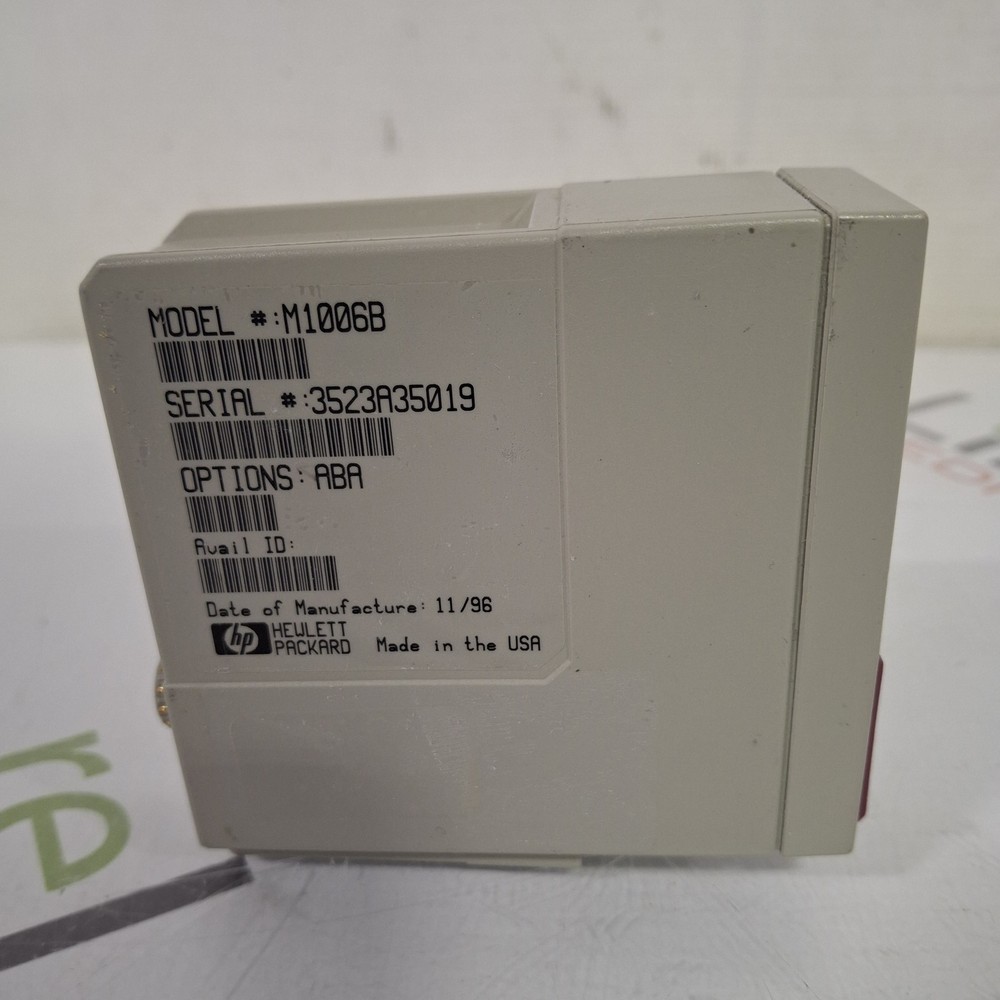 MODEL #:M1006B
SERIAL #:3523A35019
OPTIONS: ABA
Avail ID:
Date of Manufacture: 11/96
hp HEWLETT
PACKARD Made in the USA